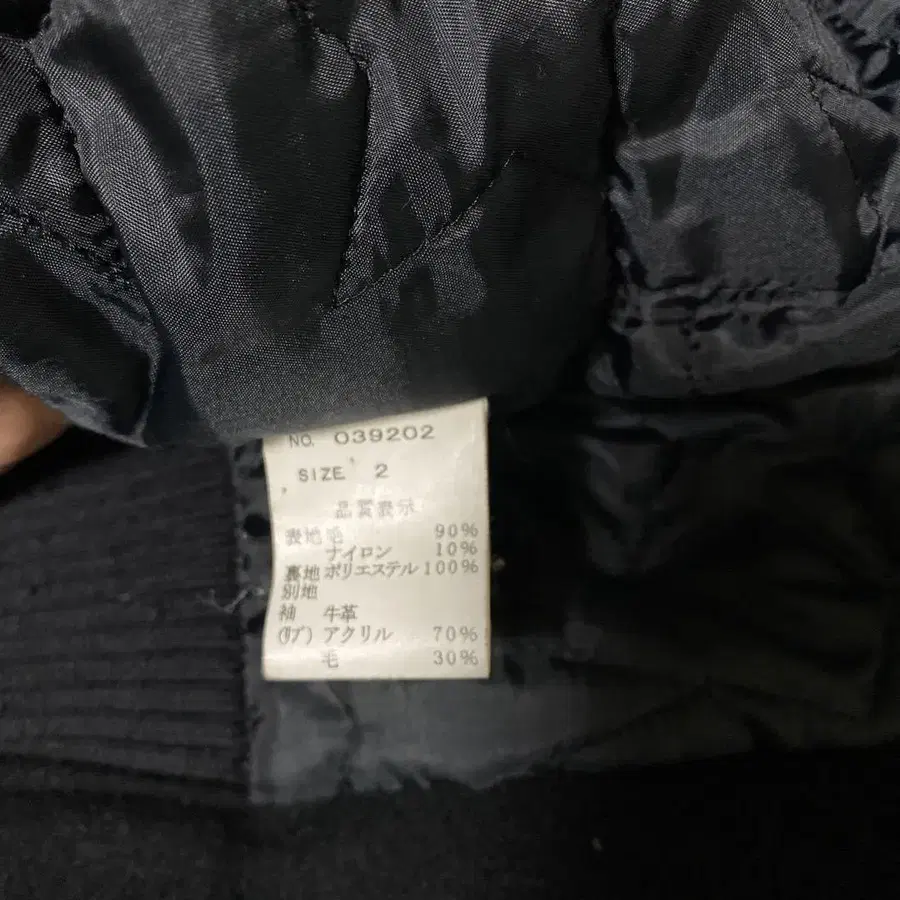 NO. 039202
SIZE 2
品質表示
表地 毛 90%
ナイロン 10%
裏地 ポリエステル 100%
別地
袖 牛革
(リブ) アクリル 70%
毛 30%